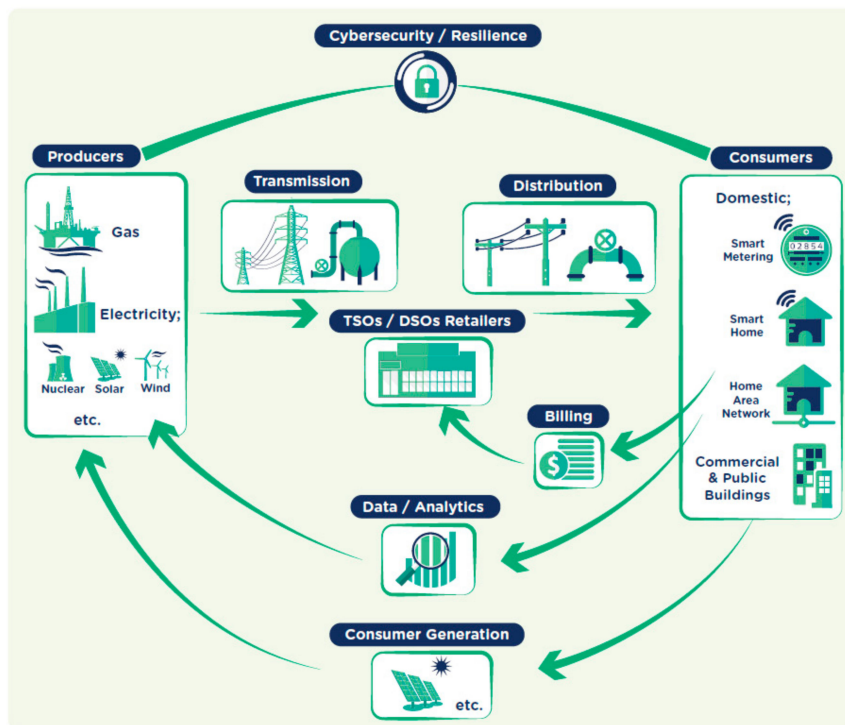 Cybersecurity / Resilience
Producers
Gas
Electricity;
Nuclear
Solar
Wind
etc.
Transmission
Distribution
TSOs / DSOs Retallers
Billing
$
Data / Analytics
Consumer Generation
etc.
Consumers
Domestic;
Smart
Metering
02854
Smart
Home
Home
Area
Network
Commercial
& Public
Buildings